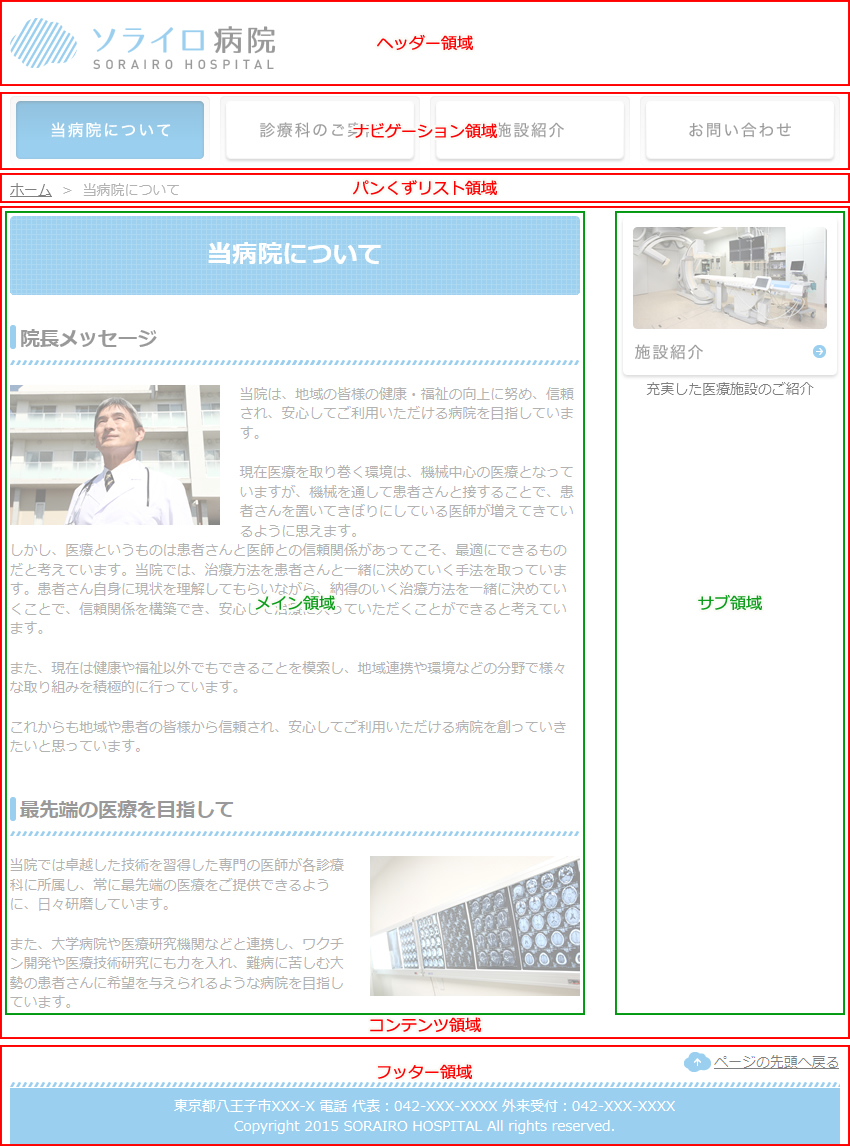 ソライロ病院
SORAIRO HOSPITAL
ヘッダー領域
当病院について
診療科のご案
ナビゲーション領域
施設紹介
お問い合わせ
ホーム > 当病院について
パンくずリスト領域
当病院について
院長メッセージ
当院は、地域の皆様の健康・福祉の向上に努め、信頼
され、安心してご利用いただける病院を目指していま
す。
現在医療を取り巻く環境は、機械中心の医療となって
いますが、機械を通して患者さんと接することで、患
者さんを置いてきぼりにしている医師が増えてきてい
るように思えます。
しかし、医療というものは患者さんと医師との信頼関係があってこそ、最適にできるもの
だと考えています。当院では、治療方法を患者さんと一緒に決めていく手法を取っていま
す。患者さん自身に現状を理解してもらいながら、納得のいく治療方法を一緒に決めてい
くことで、信頼関係を構築でき、安心して治療に入っていただくことができると考えてい
ます。
メイン領域
また、現在は健康や福祉以外でもできることを模索し、地域連携や環境などの分野で様々
な取り組みを積極的に行っています。
これからも地域や患者の皆様から信頼され、安心してご利用いただける病院を創っていき
たいと思っています。
最先端の医療を目指して
当院では卓越した技術を習得した専門の医師が各診療
科に所属し、常に最先端の医療をご提供できるよう
に、日々研磨しています。
また、大学病院や医療研究機関などと連携し、ワクチ
ン開発や医療技術研究にも力を入れ、難病に苦しむ大
勢の患者さんに希望を与えられるような病院を目指し
ています。
施設紹介
充実した医療施設のご紹介
サブ領域
コンテンツ領域
ページの先頭へ戻る
フッター領域
東京都八王子市XXX-X 電話 代表：042-XXX-XXXX 外来受付：042-XXX-XXXX
Copyright 2015 SORAIRO HOSPITAL All rights reserved.